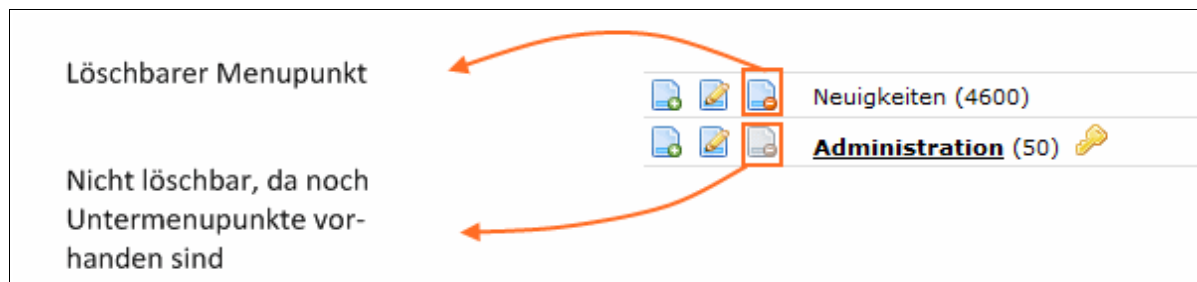 Löschbarer Menupunkt
Neuigkeiten (4600)
Administration (50)
Nicht löschbar, da noch
Untermenupunkte vor-
handen sind